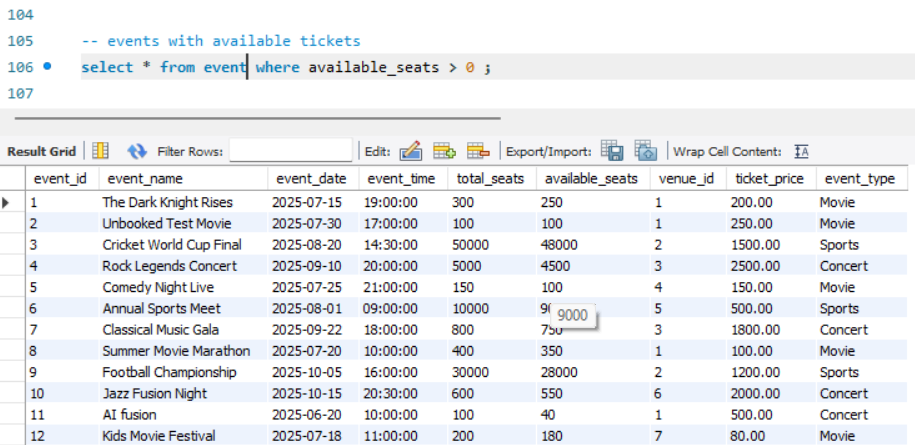 104
105 -- events with available tickets
106 select * from event where available_seats > 0 ;
107
Result Grid Filter Rows: Edit: Export/Import: Wrap Cell Content: IA
event_id event_name event_date event_time total_seats available_seats venue_id ticket_price event_type
1 The Dark Knight Rises 2025-07-15 19:00:00 300 250 1 200.00 Movie
2 Unbooked Test Movie 2025-07-30 17:00:00 100 100 1 250.00 Movie
3 Cricket World Cup Final 2025-08-20 14:30:00 50000 48000 2 1500.00 Sports
4 Rock Legends Concert 2025-09-10 20:00:00 5000 4500 3 2500.00 Concert
5 Comedy Night Live 2025-07-25 21:00:00 150 100 4 150.00 Movie
6 Annual Sports Meet 2025-08-01 09:00:00 10000 9000 5 500.00 Sports
7 Classical Music Gala 2025-09-22 18:00:00 800 750 3 1800.00 Concert
8 Summer Movie Marathon 2025-07-20 10:00:00 400 350 1 100.00 Movie
9 Football Championship 2025-10-05 16:00:00 30000 28000 2 1200.00 Sports
10 Jazz Fusion Night 2025-10-15 20:30:00 600 550 6 2000.00 Concert
11 AI fusion 2025-06-20 10:00:00 100 40 1 500.00 Concert
12 Kids Movie Festival 2025-07-18 11:00:00 200 180 7 80.00 Movie